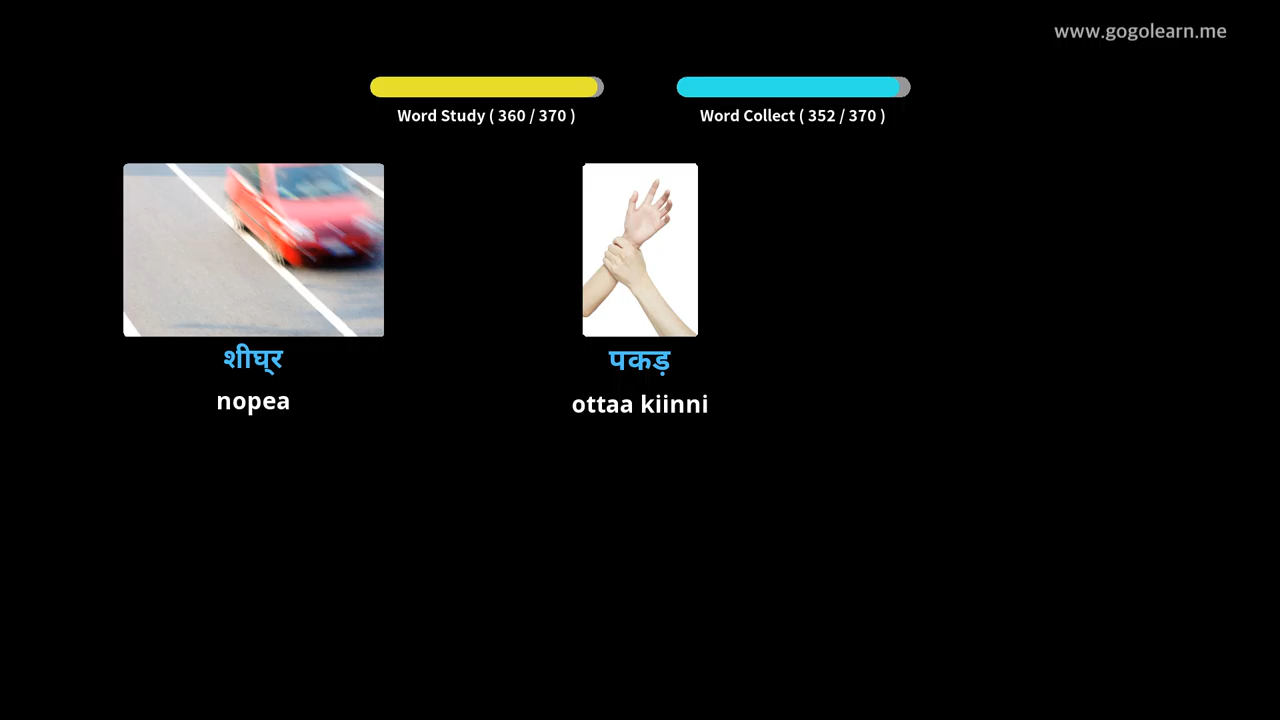 www.gogolearn.me
Word Study ( 360 / 370 )
Word Collect ( 352 / 370 )
शीघ्र
nopea
पकड़
ottaa kiinni